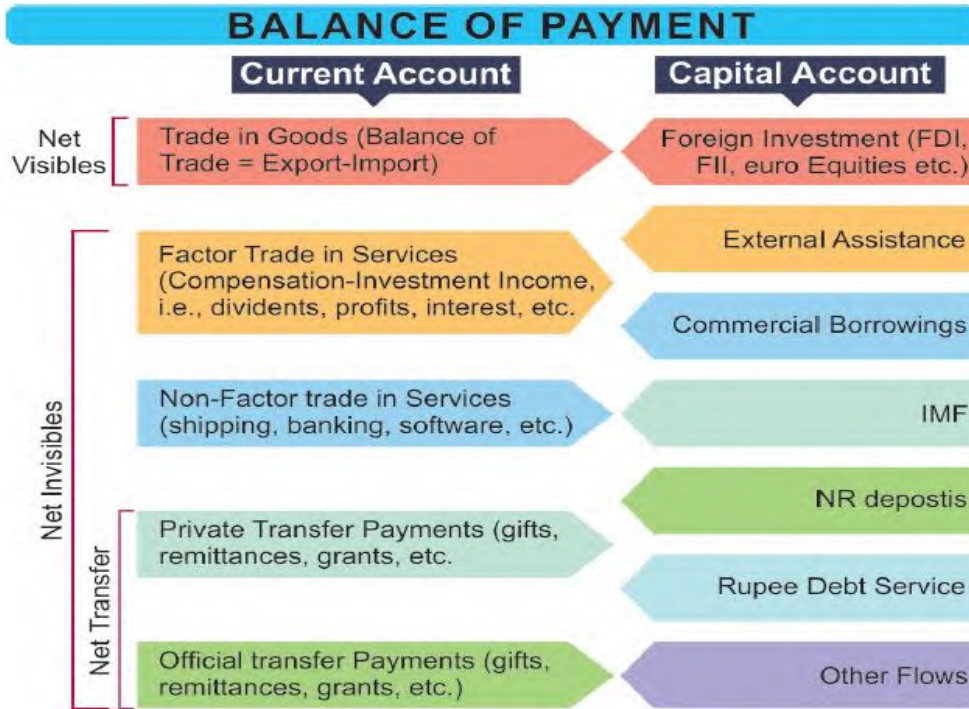 BALANCE OF PAYMENT
Current Account
Capital Account
Net
Visibles
Trade in Goods (Balance of
Trade = Export-Import)
Foreign Investment (FDI,
FII, euro Equities etc.)
Net Invisibles
Factor Trade in Services
(Compensation-Investment Income,
i.e., dividents, profits, interest, etc.
External Assistance
Commercial Borrowings
Non-Factor trade in Services
(shipping, banking, software, etc.)
IMF
NR depostis
Net Transfer
Private Transfer Payments (gifts,
remittances, grants, etc.
Rupee Debt Service
Official transfer Payments (gifts,
remittances, grants, etc.)
Other Flows